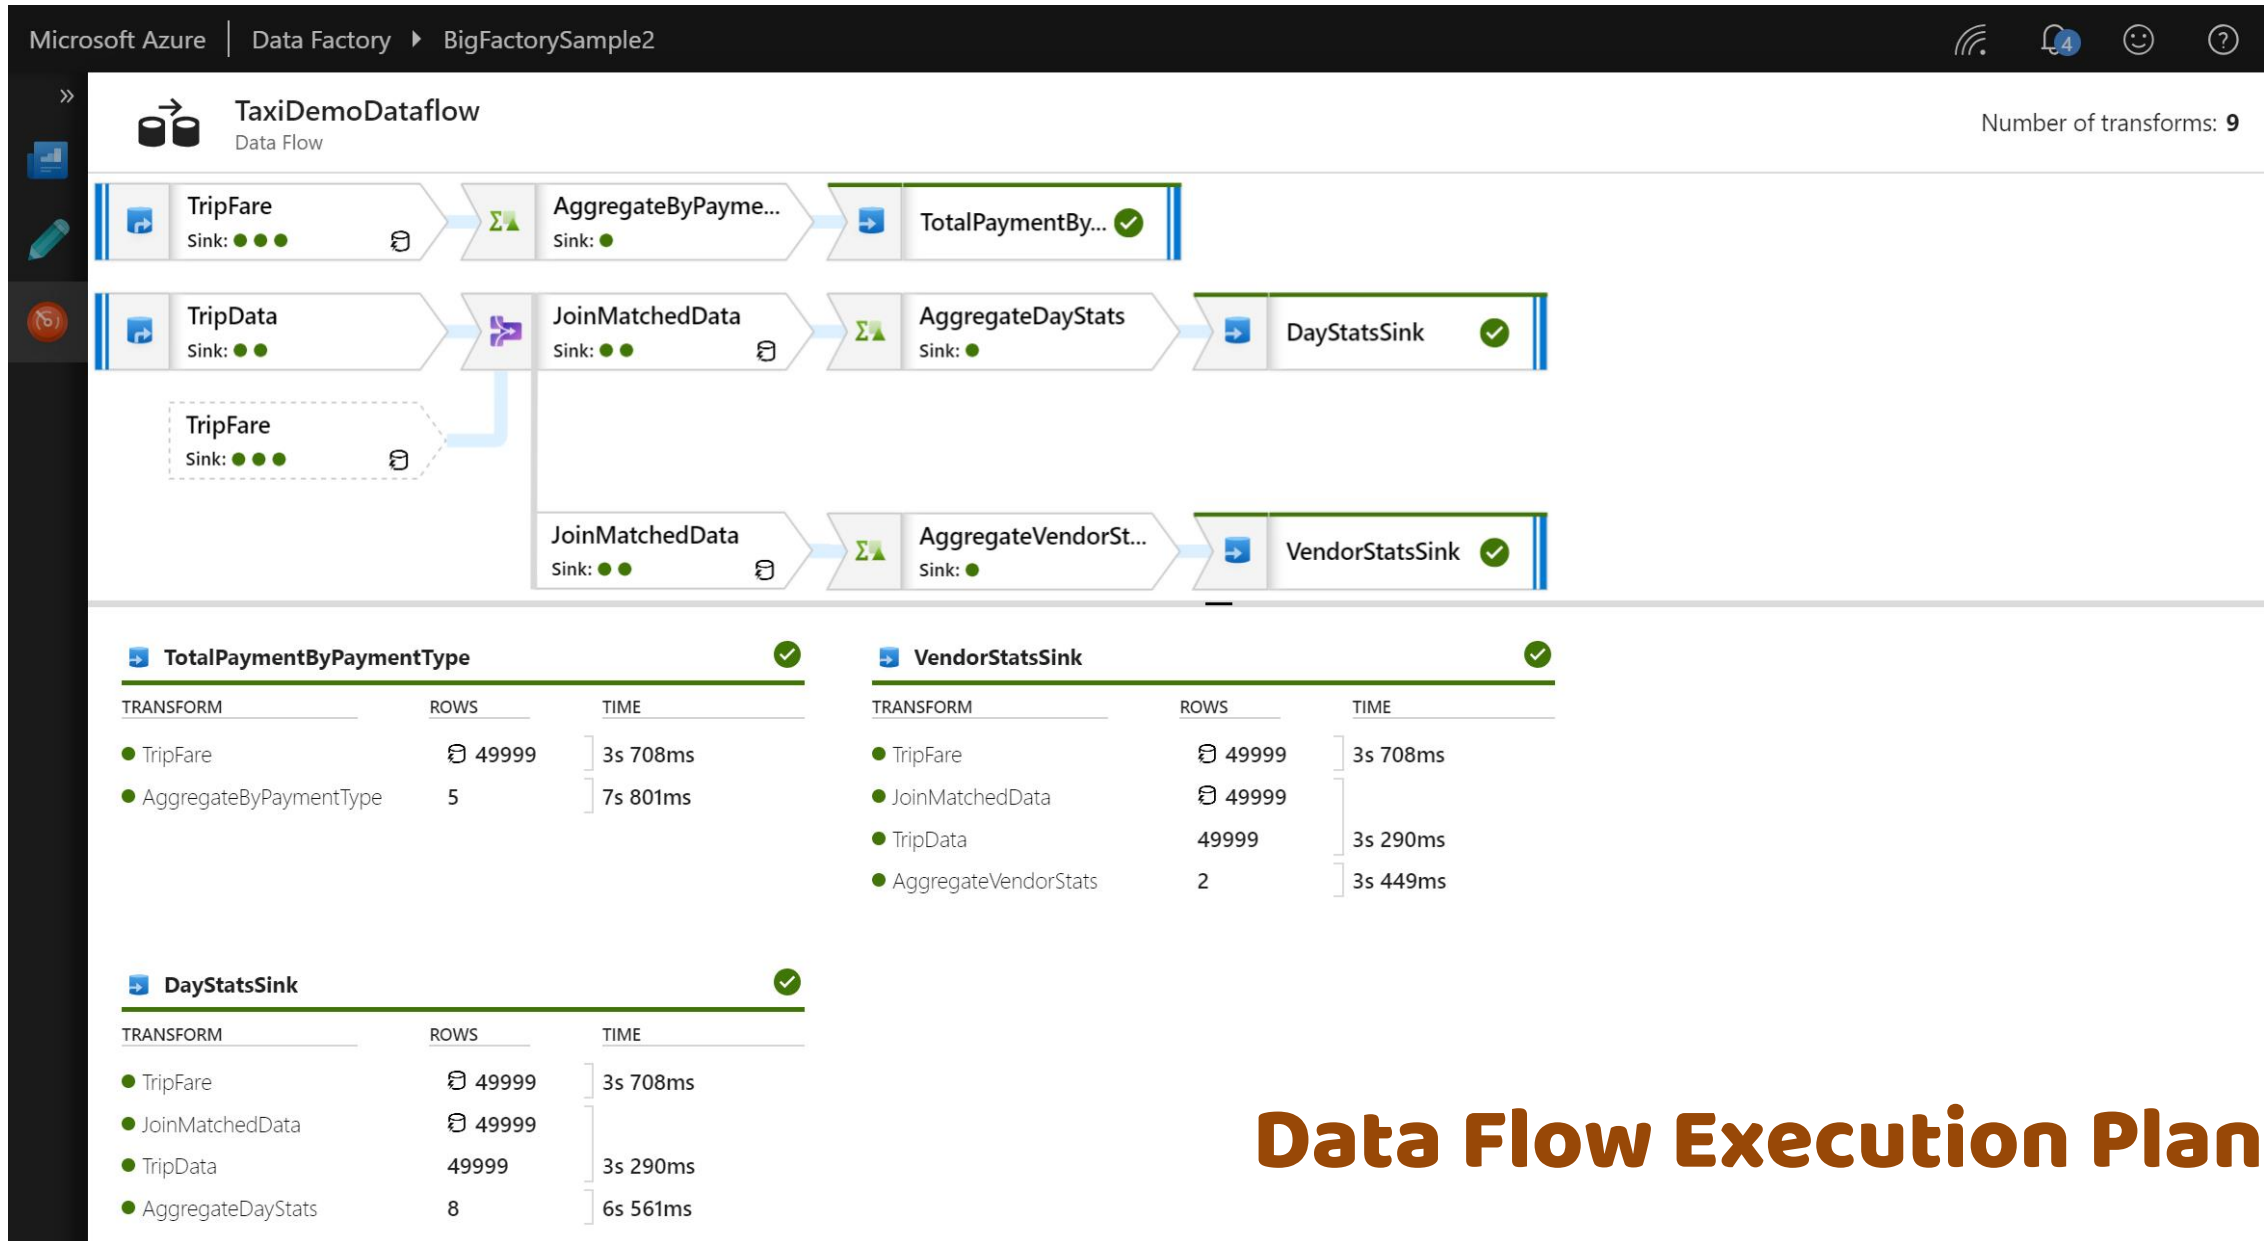 Microsoft Azure | Data Factory ▸ BigFactorySample2
4
?
»
TaxiDemoDataflow
Data Flow
Number of transforms: 9
TripFare
Sink:
AggregateByPayme...
Sink:
TotalPaymentBy...
TripData
Sink:
JoinMatchedData
Sink:
AggregateDayStats
Sink:
DayStatsSink
TripFare
Sink:
JoinMatchedData
Sink:
AggregateVendorSt...
Sink:
VendorStatsSink
TotalPaymentByPaymentType
TRANSFORM ROWS TIME
TripFare 49999 3s 708ms
AggregateByPaymentType 5 7s 801ms
VendorStatsSink
TRANSFORM ROWS TIME
TripFare 49999 3s 708ms
JoinMatchedData 49999
TripData 49999 3s 290ms
AggregateVendorStats 2 3s 449ms
DayStatsSink
TRANSFORM ROWS TIME
TripFare 49999 3s 708ms
JoinMatchedData 49999
TripData 49999 3s 290ms
AggregateDayStats 8 6s 561ms
Data Flow Execution Plan